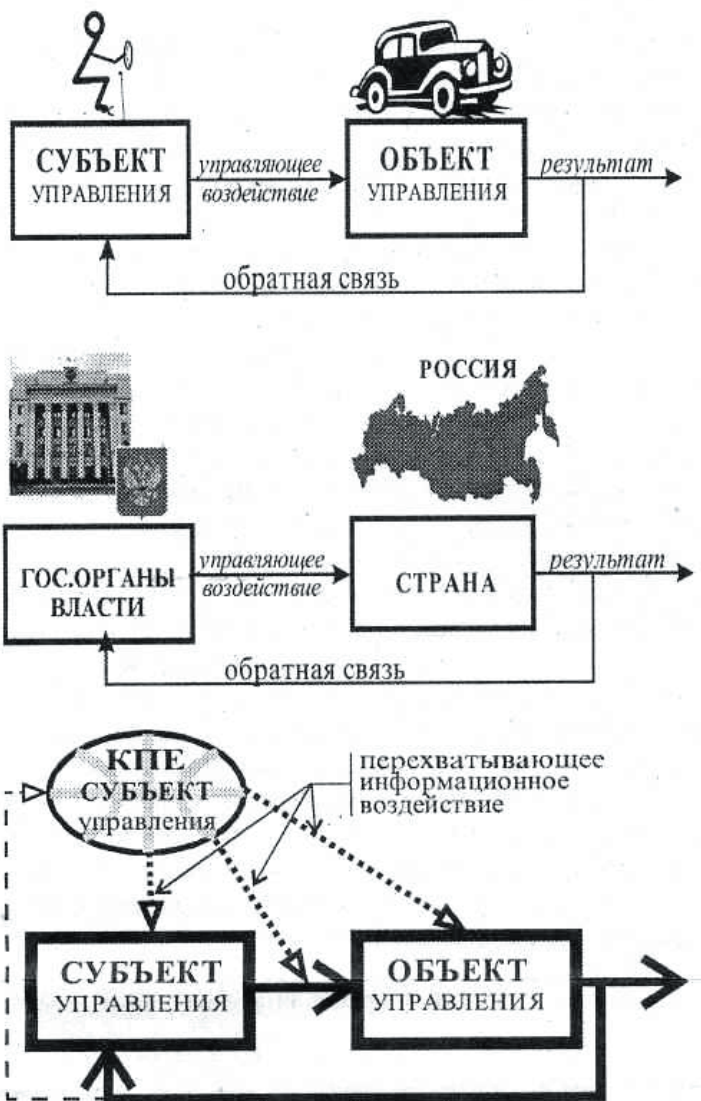 СУБЪЕКТ
УПРАВЛЕНИЯ
управляющее
воздействие
ОБЪЕКТ
УПРАВЛЕНИЯ
результат
обратная связь
РОССИЯ
ГОС.ОРГАНЫ
ВЛАСТИ
управляющее
воздействие
СТРАНА
результат
обратная связь
КПЕ
СУБЪЕКТ
управления
перехватывающее
информационное
воздействие
СУБЪЕКТ
УПРАВЛЕНИЯ
ОБЪЕКТ
УПРАВЛЕНИЯ